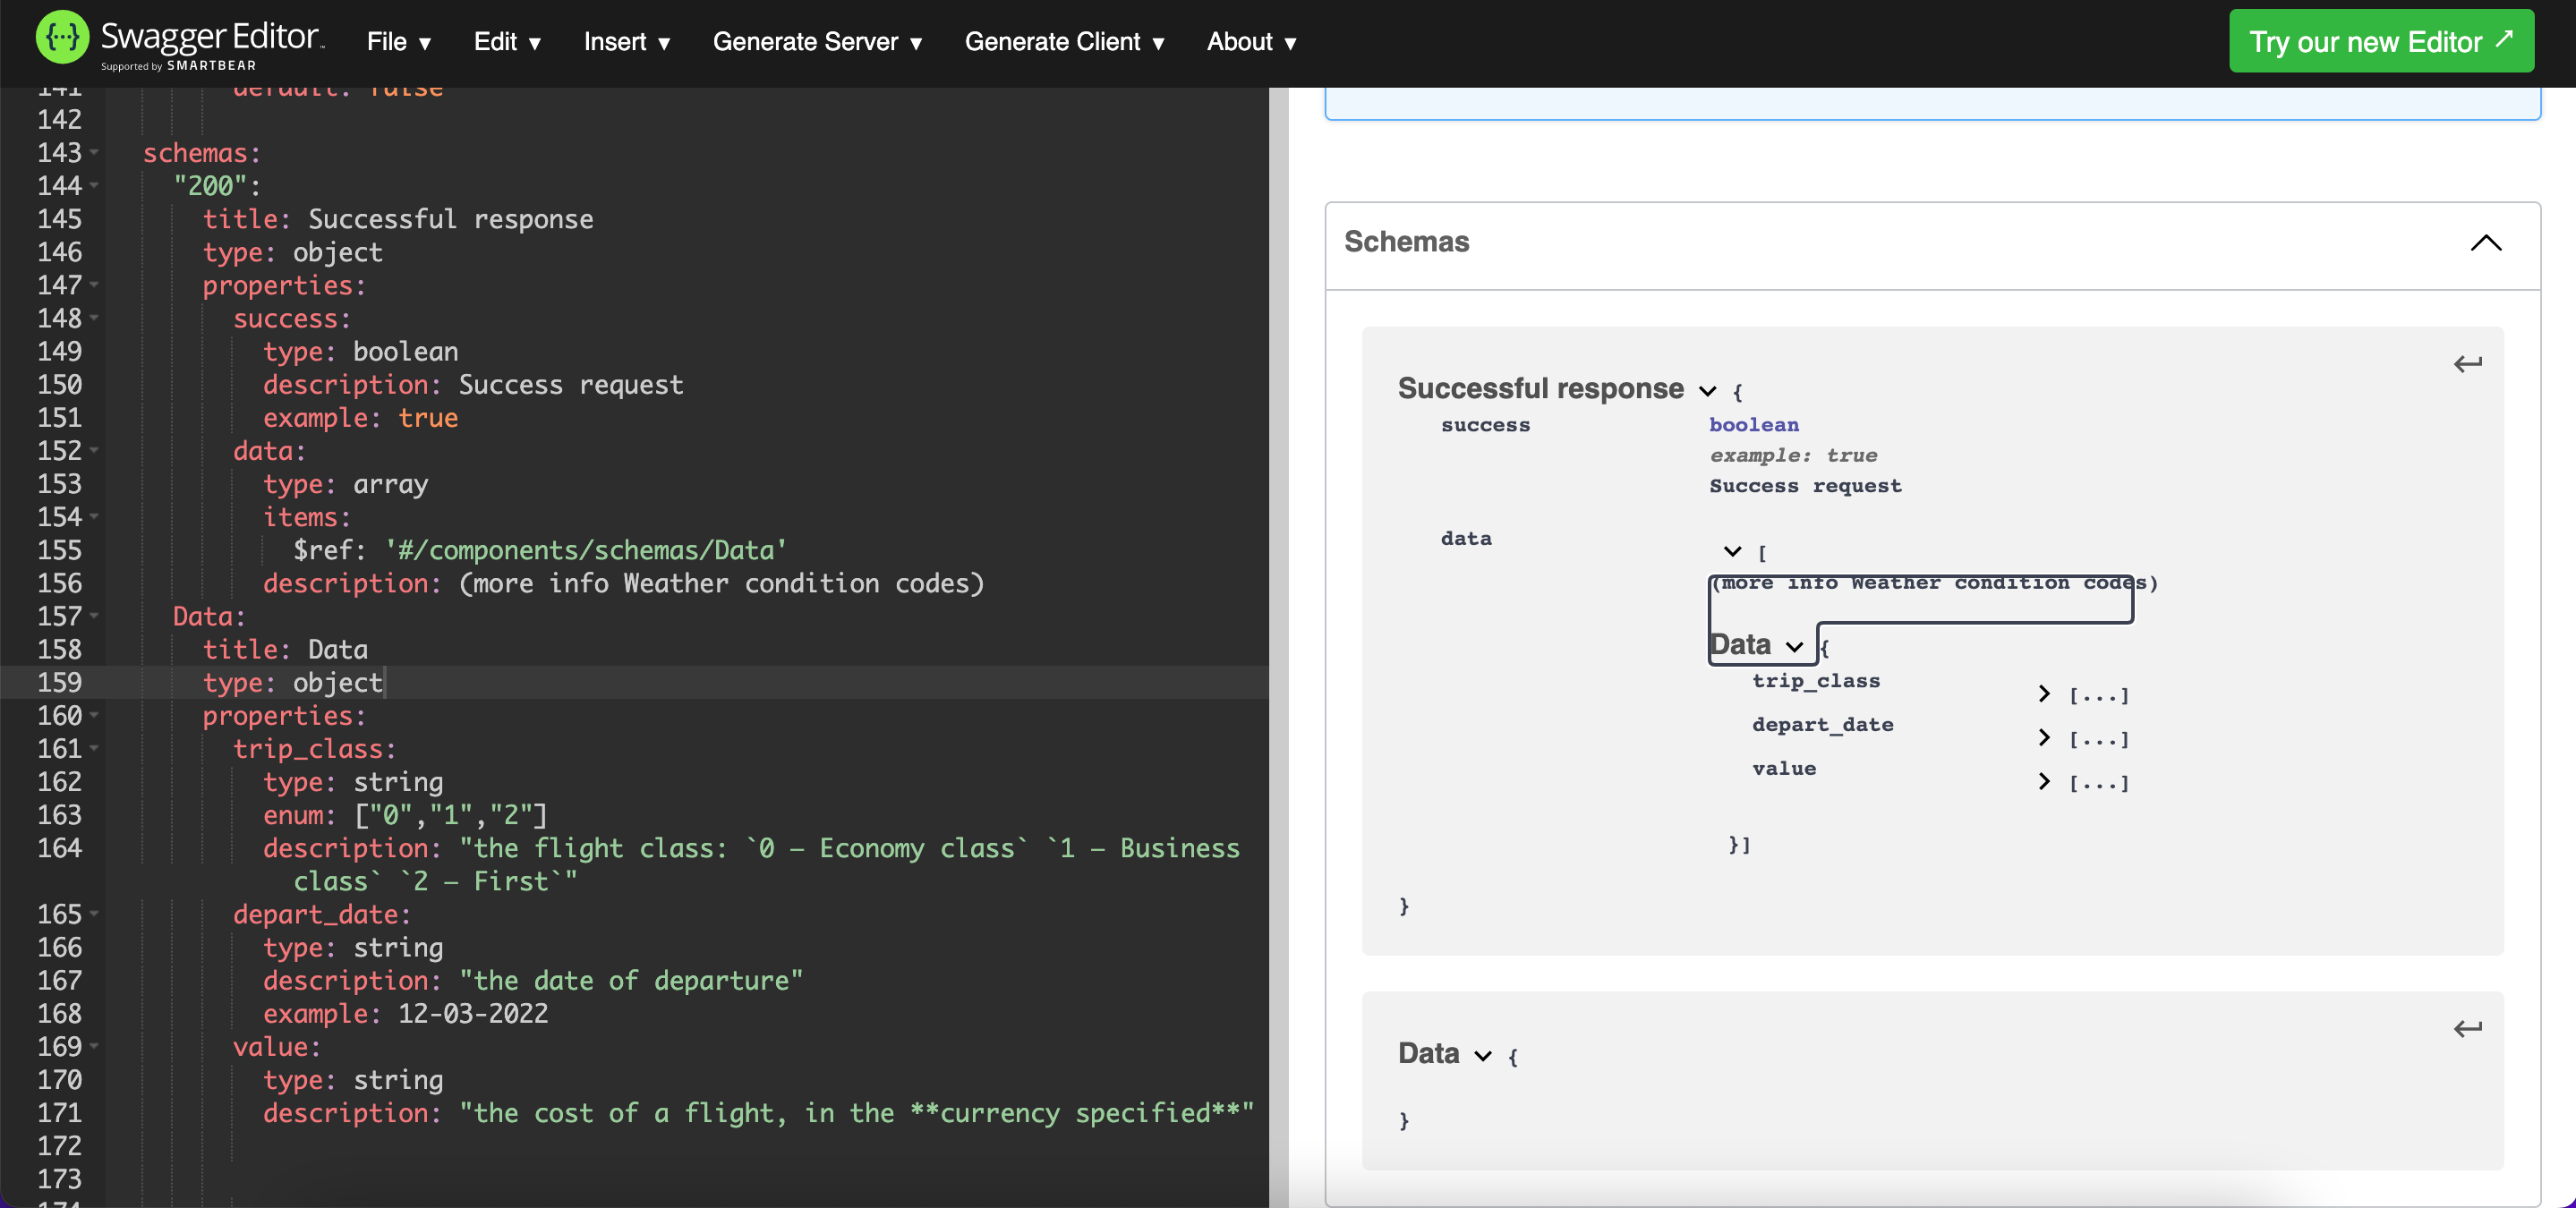 Swagger Editor
Supported by SMARTBEAR
File ▾ Edit ▾ Insert ▾ Generate Server ▾ Generate Client ▾ About ▾
Try our new Editor ↗
141 default: false
142
143 schemas:
144 "200":
145 title: Successful response
146 type: object
147 properties:
148 success:
149 type: boolean
150 description: Success request
151 example: true
152 data:
153 type: array
154 items:
155 $ref: '#/components/schemas/Data'
156 description: (more info Weather condition codes)
157 Data:
158 title: Data
159 type: object
160 properties:
161 trip_class:
162 type: string
163 enum: ["0","1","2"]
164 description: "the flight class: `0 — Economy class` `1 — Business
class` `2 — First`"
165 depart_date:
166 type: string
167 description: "the date of departure"
168 example: 12-03-2022
169 value:
170 type: string
171 description: "the cost of a flight, in the **currency specified**"
172
173
174
Schemas
Successful response {
success boolean
example: true
Success request
data [
(more info Weather condition codes)
Data {
trip_class [...]
depart_date [...]
value [...]
}]
}
Data {
}